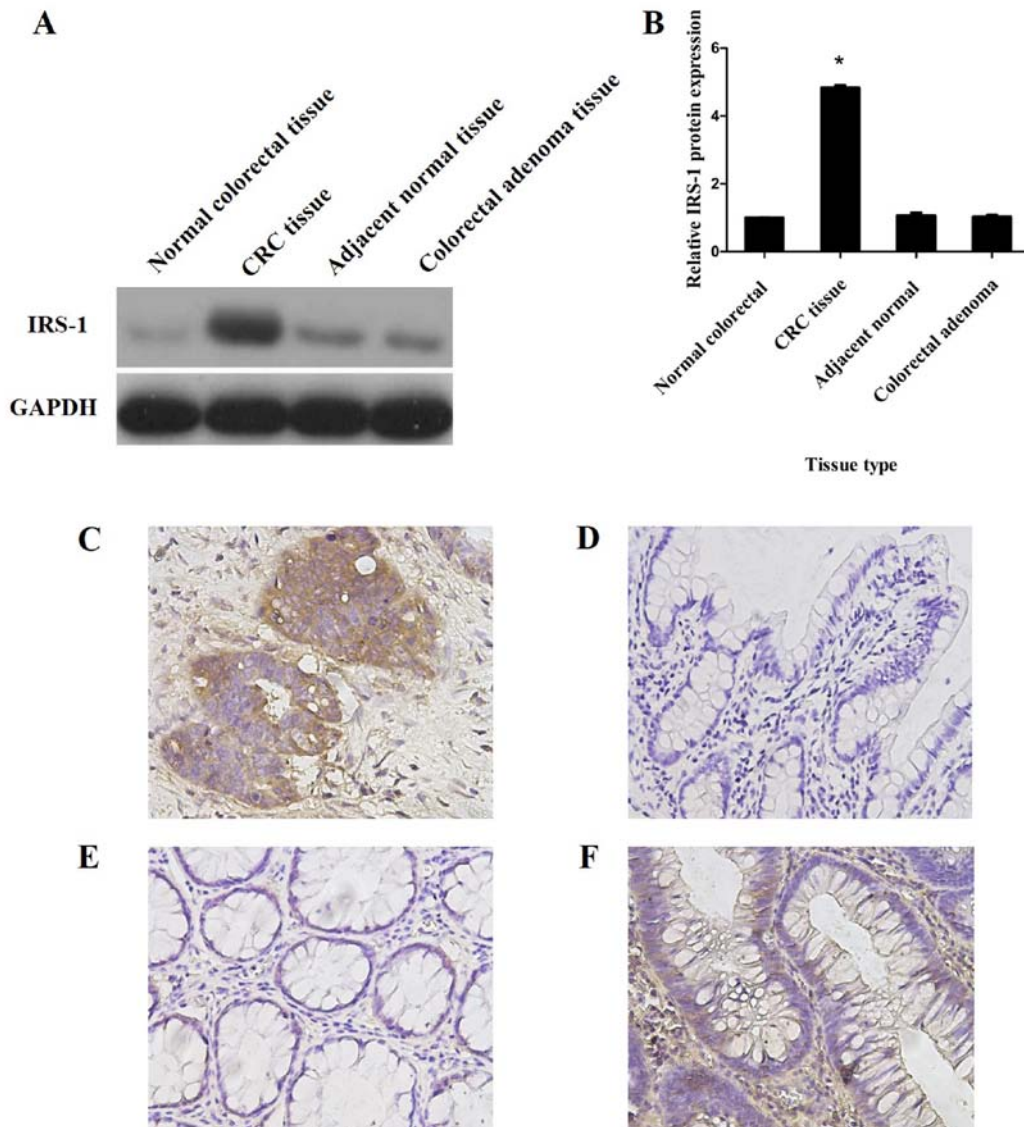 A
Normal colorectal tissue
CRC tissue
Adjacent normal tissue
Colorectal adenoma tissue
IRS-1
GAPDH
B
Relative IRS-1 protein expression
6
4
2
0
*
Normal colorectal
CRC tissue
Adjacent normal
Colorectal adenoma
Tissue type
C
D
E
F